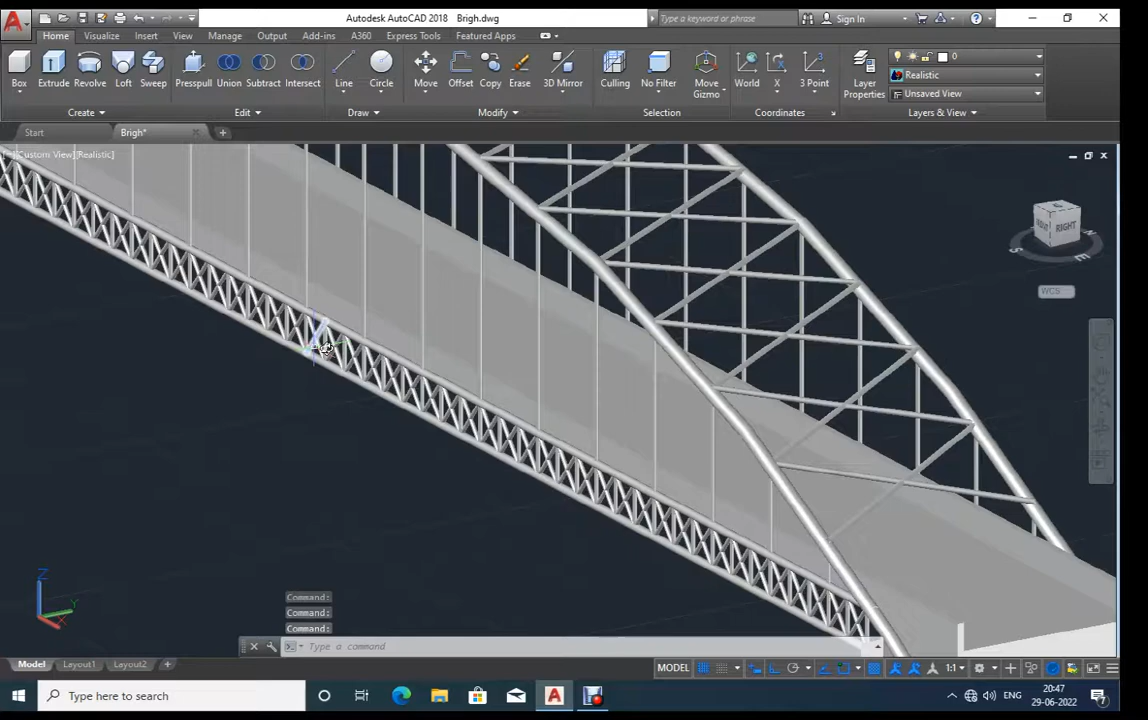 Autodesk AutoCAD 2018 Brigh.dwg
Type a keyword or phrase
Sign In
Home Visualize Insert View Manage Output Add-ins A360 Express Tools Featured Apps
Box Extrude Revolve Loft Sweep Presspull Union Subtract Intersect Line Circle Move Offset Copy Erase 3D Mirror Culling No Filter Move Gizmo World X 3 Point Layer Properties
0
Realistic
Unsaved View
Create Edit Draw Modify Selection Coordinates Layers & View
Start Brigh*
[Custom View][Realistic]
RIGHT
N
S
E
WCS
Z
Y
X
Command:
Command:
Command:
Type a command
Model Layout1 Layout2
MODEL
1:1
Type here to search
ENG
20:47
29-06-2022
7